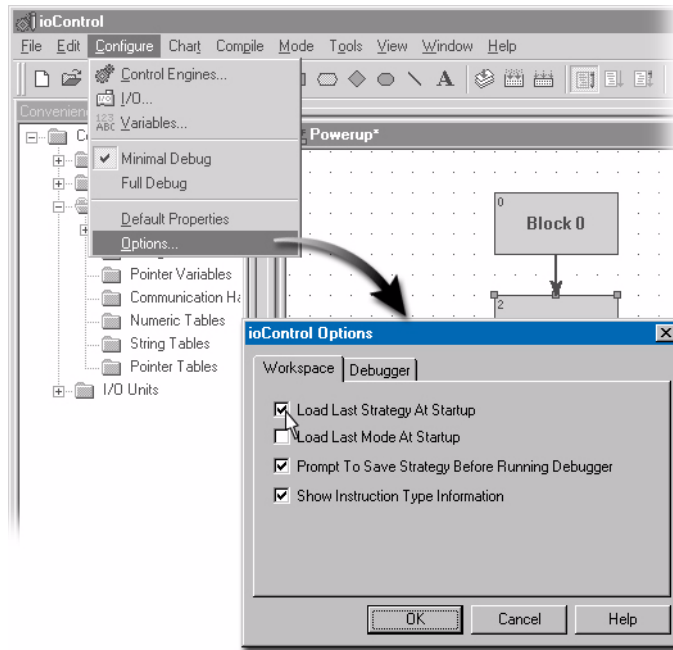 ioControl
File Edit Configure Chart Compile Mode Tools View Window Help
Control Engines...
I/O...
Variables...
Minimal Debug
Full Debug
Default Properties
Options...
A
Powerup*
0
Block 0
2
Pointer Variables
Communication
Numeric Tables
String Tables
Pointer Tables
I/O Units
ioControl Options
Workspace Debugger
Load Last Strategy At Startup
Load Last Mode At Startup
Prompt To Save Strategy Before Running Debugger
Show Instruction Type Information
OK Cancel Help